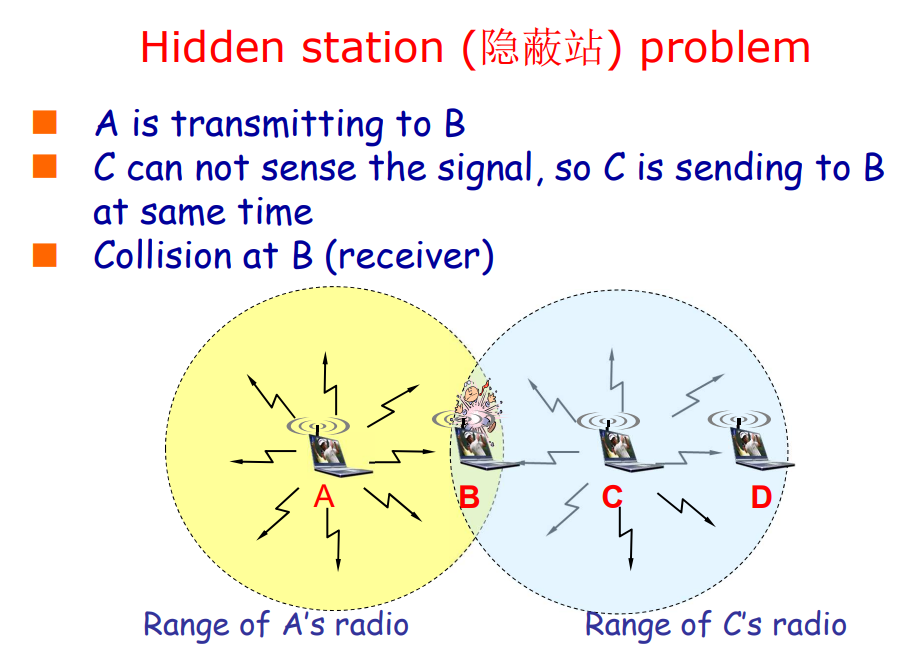 Hidden station (隐蔽站) problem
A is transmitting to B
C can not sense the signal, so C is sending to B
at same time
Collision at B (receiver)
A
B
C
D
Range of A's radio
Range of C's radio